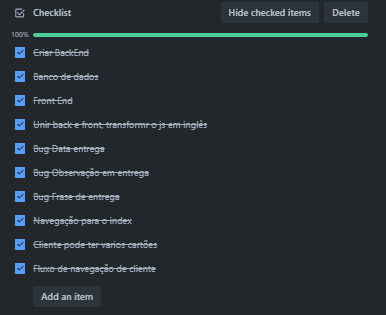 Checklist
Hide checked items
Delete
100%
Criar BackEnd
Banco de dados
Front End
Unir back e front, transformr o js em inglês
Bug Data entrega
Bug Observação em entrega
Bug Frase de entrega
Navegação para o index
Cliente pode ter varios cartões
Fluxo de navegação de cliente
Add an item